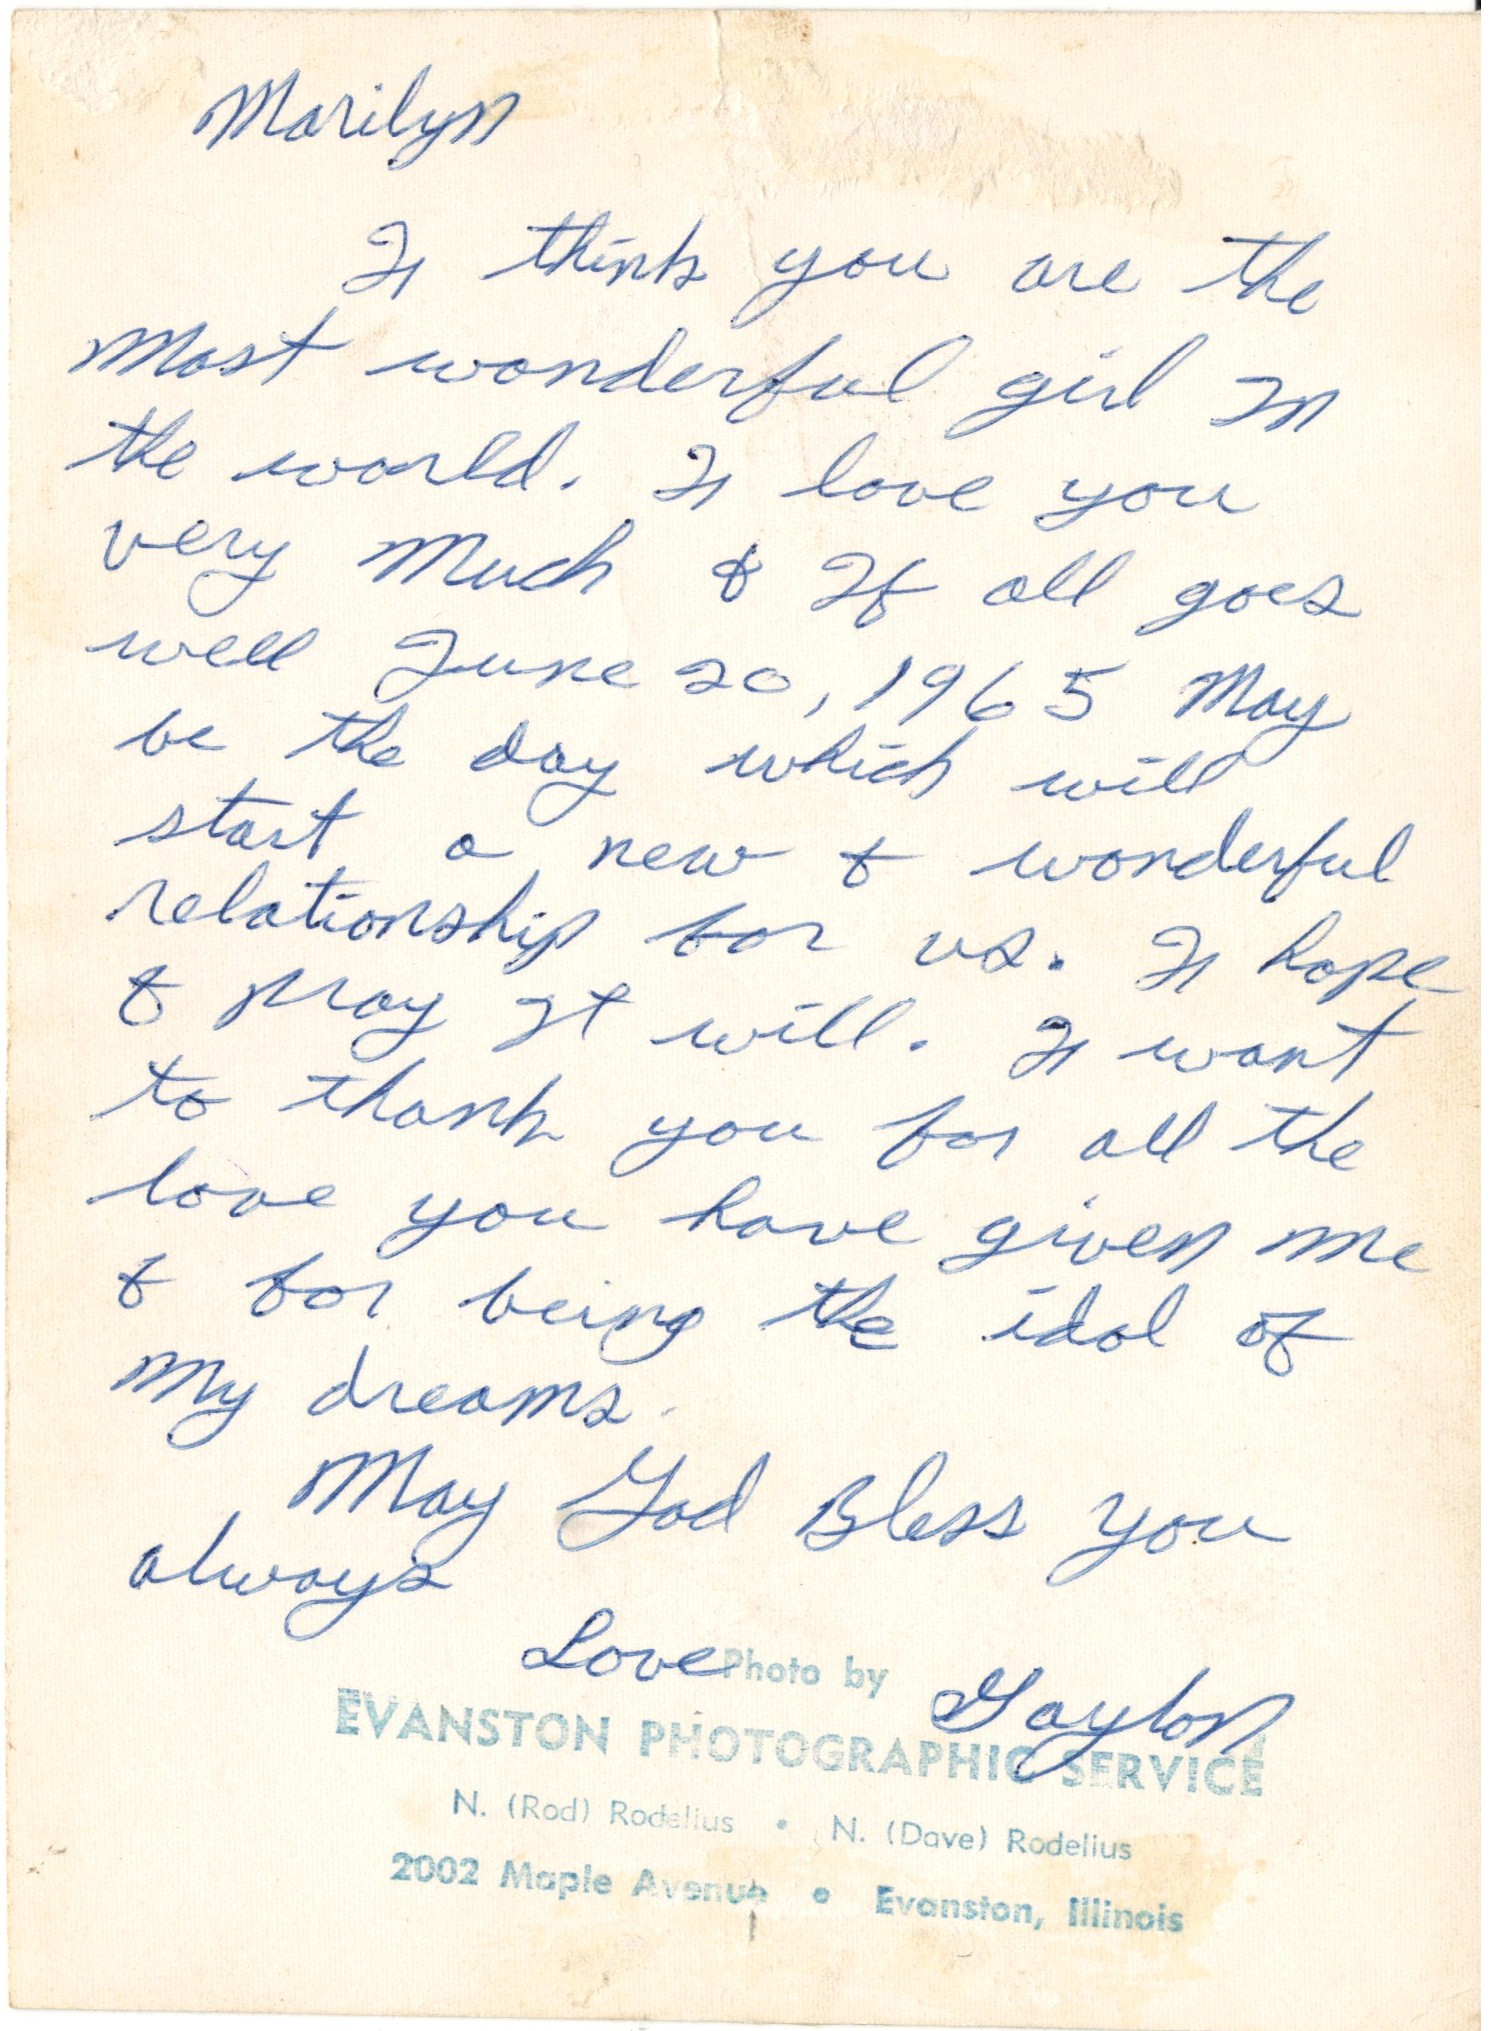 Marilyn
I think you are the
Most wonderful girl In
the world. I love you
very Much & If all goes
well June 20, 1965 May
be the day which will
start a new & wonderful
relationship for us. I hope
& pray It will. I want
to thank you for all the
love you have given me
& for being the idol of
My dreams.
May God Bless you
always
Love Gaylon
Photo by
EVANSTON PHOTOGRAPHIC SERVICE
N. (Rod) Rodelius • N. (Dave) Rodelius
2002 Maple Avenue • Evanston, Illinois